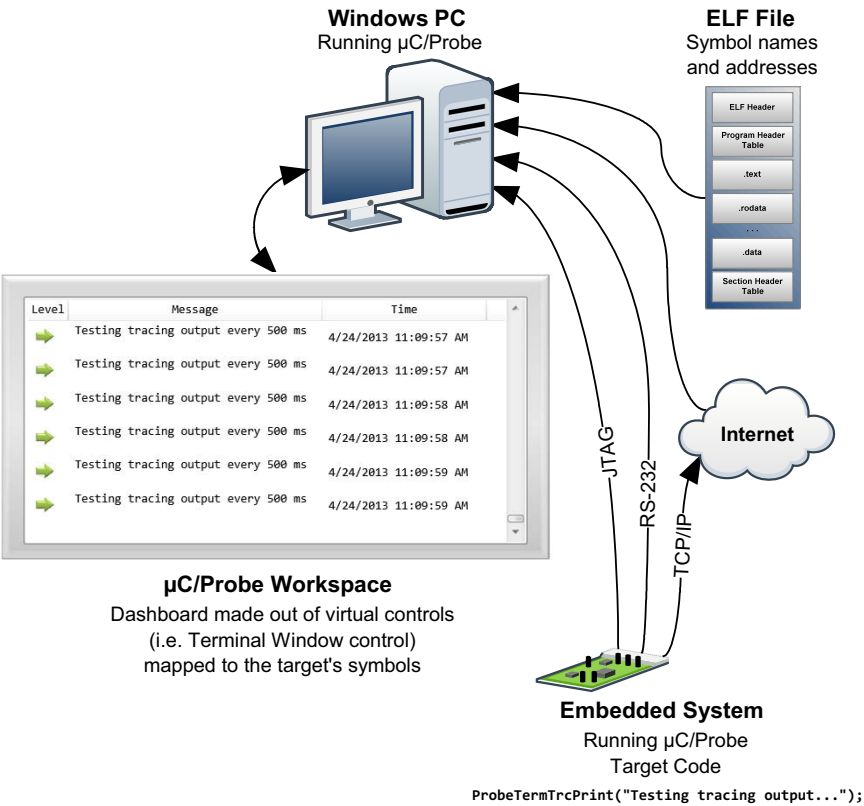 Windows PC
Running µC/Probe
ELF File
Symbol names
and addresses
ELF Header
Program Header
Table
.text
.rodata
...
.data
Section Header
Table
Level Message Time
Testing tracing output every 500 ms 4/24/2013 11:09:57 AM
Testing tracing output every 500 ms 4/24/2013 11:09:57 AM
Testing tracing output every 500 ms 4/24/2013 11:09:58 AM
Testing tracing output every 500 ms 4/24/2013 11:09:58 AM
Testing tracing output every 500 ms 4/24/2013 11:09:59 AM
Testing tracing output every 500 ms 4/24/2013 11:09:59 AM
Internet
JTAG
RS-232
TCP/IP
µC/Probe Workspace
Dashboard made out of virtual controls
(i.e. Terminal Window control)
mapped to the target's symbols
Embedded System
Running µC/Probe
Target Code
ProbeTermTrcPrint("Testing tracing output...");